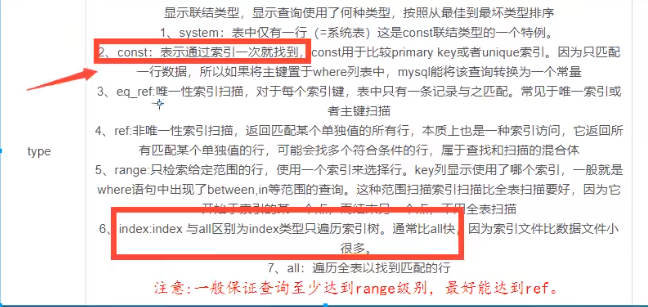 显示联结类型，显示查询使用了何种类型，按照从最佳到最坏类型排序
1、system：表中仅有一行（=系统表）这是const联结类型的一个特例。
2、const：表示通过索引一次就找到，const用于比较primary key或者unique索引。因为只匹配
一行数据，所以如果将主键置于where列表中，mysql能将该查询转换为一个常量
3、eq_ref:唯一性索引扫描，对于每个索引键，表中只有一条记录与之匹配。常见于唯一索引或
者主键扫描
type
4、ref:非唯一性索引扫描，返回匹配某个单独值的所有行，本质上也是一种索引访问，它返回所
有匹配某个单独值的行，可能会找多个符合条件的行，属于查找和扫描的混合体
5、range:只检索给定范围的行，使用一个索引来选择行。key列显示使用了哪个索引，一般就是
where语句中出现了between,in等范围的查询。这种范围扫描索引扫描比全表扫描要好，因为它
不用全表扫描
6、index:index 与all区别为index类型只遍历索引树。通常比all快，因为索引文件比数据文件小
很多。
7、all：遍历全表以找到匹配的行
注意:一般保证查询至少达到range级别，最好能达到ref。